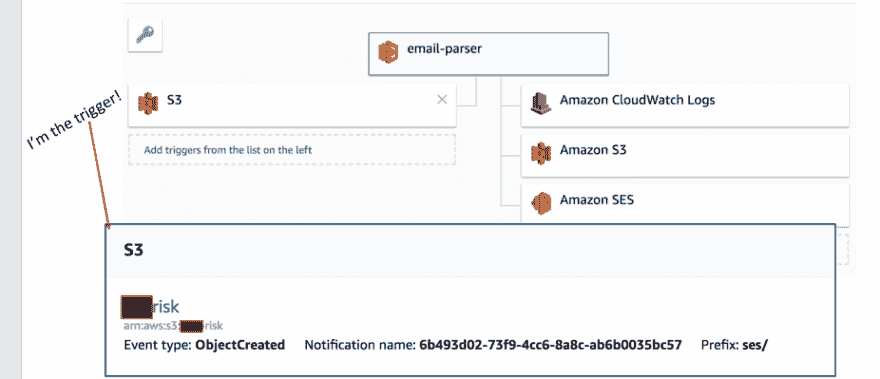 email-parser
S3
Amazon CloudWatch Logs
I'm the trigger!
Add triggers from the list on the left
Amazon S3
Amazon SES
S3
risk
arn:aws:s3: risk
Event type: ObjectCreated Notification name: 6b493d02-73f9-4cc6-8a8c-ab6b0035bc57 Prefix: ses/